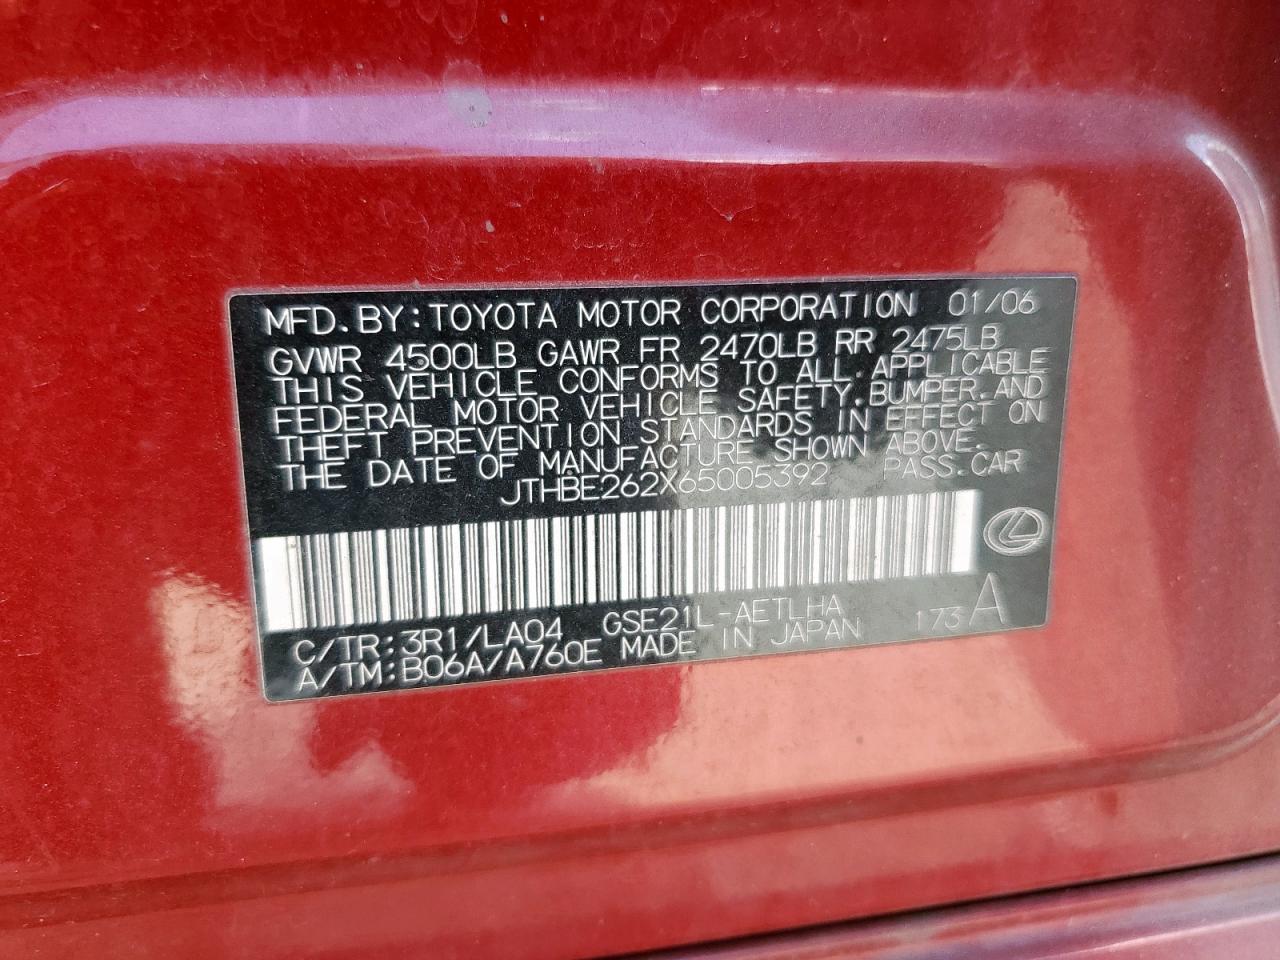 MFD.BY:TOYOTA MOTOR CORPORATION 01/06
GVWR 4500LB GAWR FR 2470LB RR 2475LB
THIS VEHICLE CONFORMS TO ALL.APPLICABLE
FEDERAL MOTOR VEHICLE SAFETY.BUMPER.AND
THEFT PREVENTION STANDARDS IN EFFECT ON
THE DATE OF MANUFACTURE SHOWN ABOVE.
JTHBE262X65005392 PASS.CAR
C/TR:3R1/LA04 GSE21L-AETLHA 173 A
A/TM:B06A/A760E MADE IN JAPAN